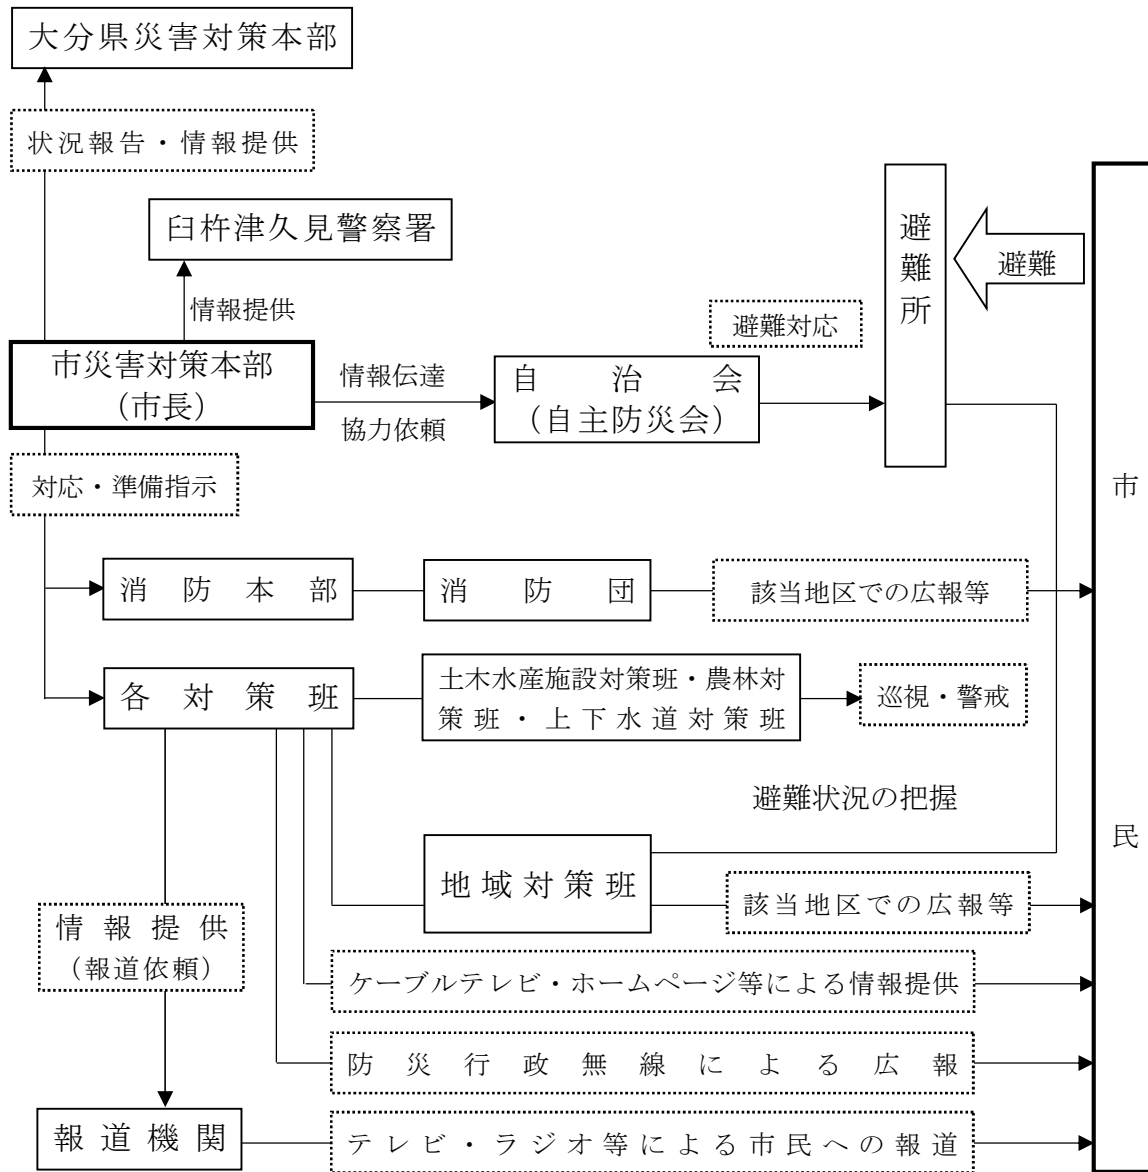 大分県災害対策本部
状況報告・情報提供
臼杵津久見警察署
情報提供
市災害対策本部
（市長）
情報伝達
協力依頼
自治会
（自主防災会）
避難対応
避難所
避難
市民
対応・準備指示
消防本部
消防団
該当地区での広報等
各対策班
土木水産施設対策班・農林対
策班・上下水道対策班
巡視・警戒
避難状況の把握
地域対策班
該当地区での広報等
情報提供
（報道依頼）
ケーブルテレビ・ホームページ等による情報提供
防災行政無線による広報
報道機関
テレビ・ラジオ等による市民への報道